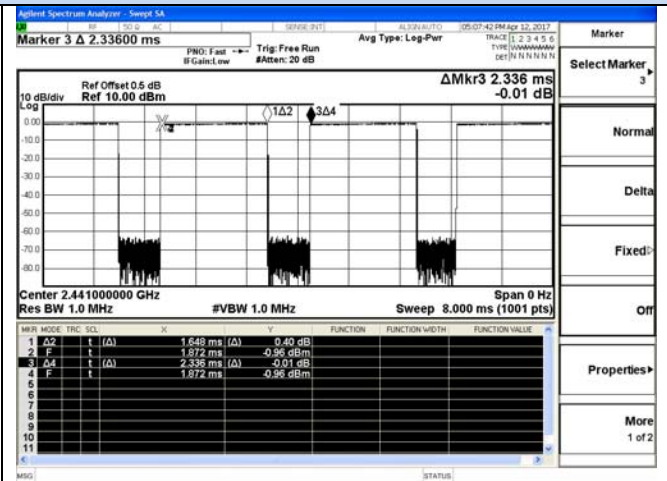 Agilent Spectrum Analyzer - Swept SA
RF 50 Ω AC SENSE:INT ALIGNAUTO 05:07:42 PM Apr 12, 2017
Marker 3 Δ 2.33600 ms
PNO: Fast
IFGain:Low
Trig: Free Run
#Atten: 20 dB
Avg Type: Log-Pwr
TRACE 1 2 3 4 5 6
TYPE
DET N N N N N N
Marker
Select Marker
3
Normal
Delta
Fixed
Off
Properties
More
1 of 2
10 dB/div
Log
Ref Offset 0.5 dB
Ref 10.00 dBm
ΔMkr3 2.336 ms
-0.01 dB
1Δ2
3Δ4
0.00
-10.0
-20.0
-30.0
-40.0
-50.0
-60.0
-70.0
-80.0
Center 2.441000000 GHz
Span 0 Hz
Res BW 1.0 MHz
#VBW 1.0 MHz
Sweep 8.000 ms (1001 pts)
MKR MODE TRC SCL X Y FUNCTION FUNCTION WIDTH FUNCTION VALUE
1 Δ2 t (Δ) 1.648 ms (Δ) 0.40 dB
2 F t 1.872 ms -0.96 dBm
3 Δ4 t (Δ) 2.336 ms (Δ) -0.01 dB
4 F t 1.872 ms -0.96 dBm
5
6
7
8
9
10
11
MSG
STATUS